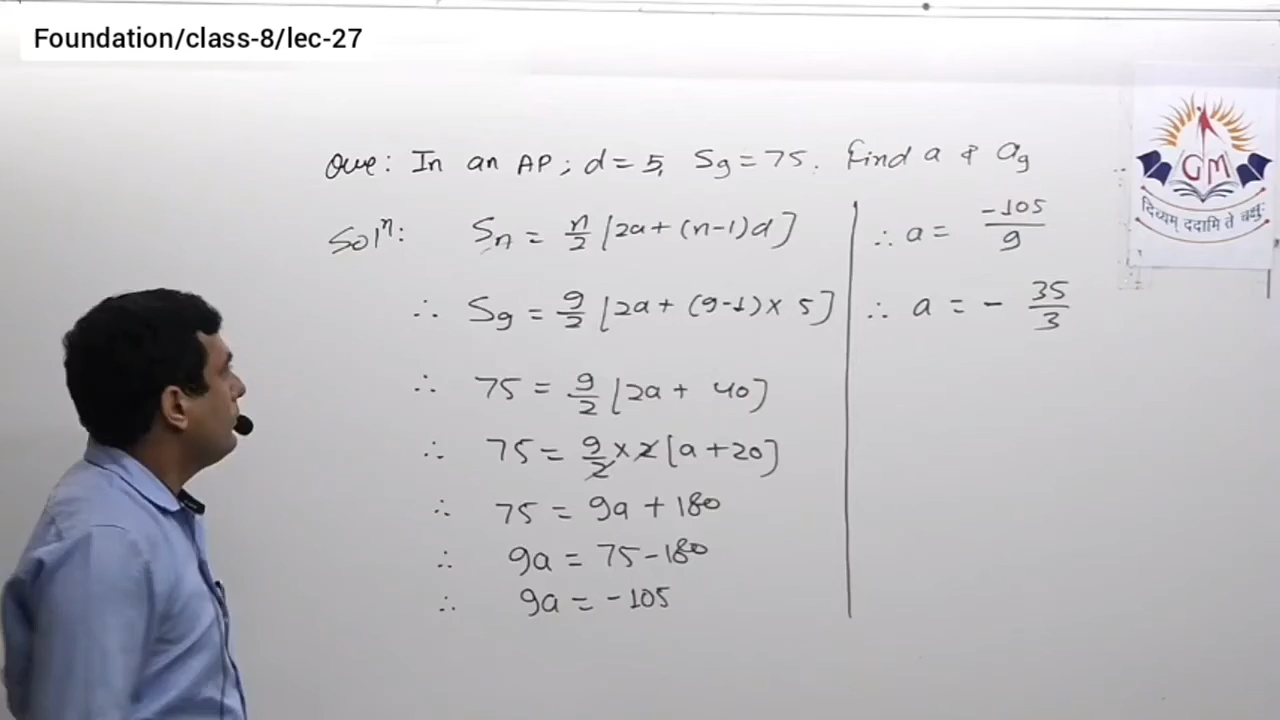 Foundation/class-8/lec-27
Que: In an AP; d = 5, S9 = 75. Find a & a9
Solⁿ: Sn = n/2 [2a + (n-1)d]
∴ S9 = 9/2 [2a + (9-1) × 5]
∴ 75 = 9/2 [2a + 40]
∴ 75 = 9/2 × 2 [a + 20]
∴ 75 = 9a + 180
∴ 9a = 75 - 180
∴ 9a = -105
∴ a = -105/9
∴ a = - 35/3
GM
दिव्यम् ददामि ते चक्षुः